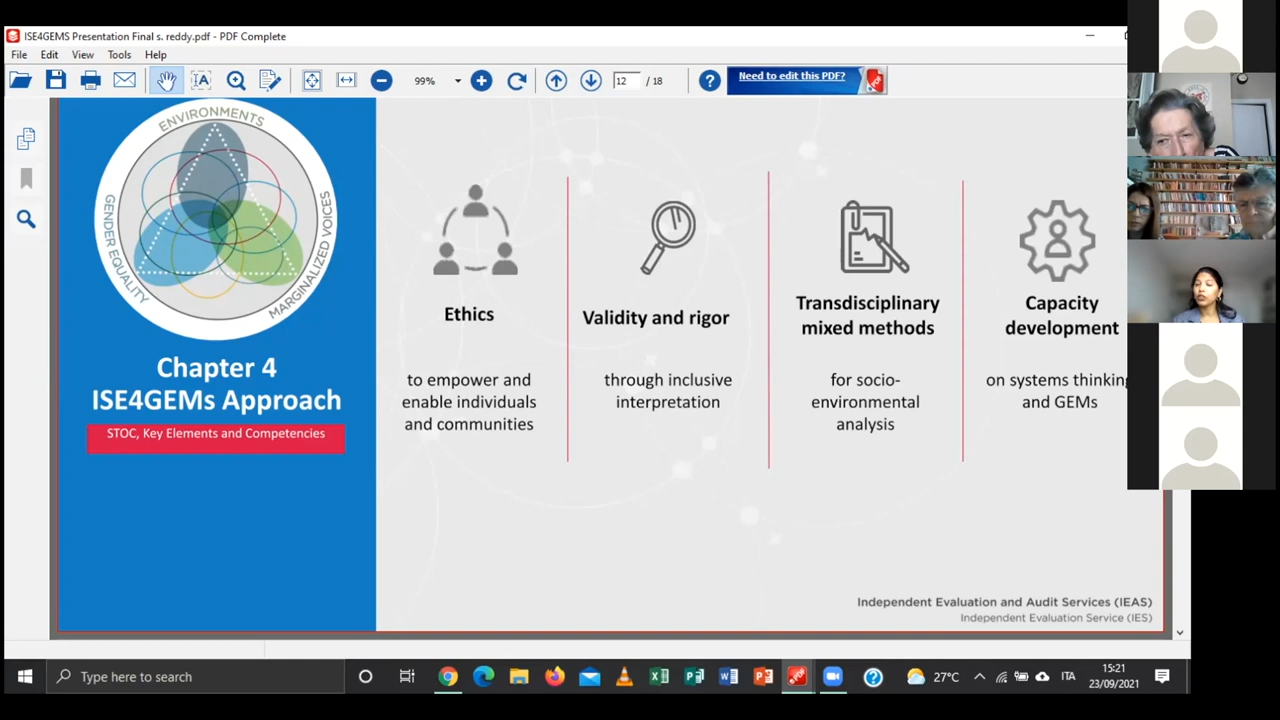 ISE4GEMS Presentation Final s. reddy.pdf - PDF Complete
File Edit View Tools Help
99% 12 / 18 Need to edit this PDF?
ENVIRONMENTS
GENDER EQUALITY
MARGINALIZED VOICES
Chapter 4
ISE4GEMs Approach
STOC, Key Elements and Competencies
Ethics
to empower and
enable individuals
and communities
Validity and rigor
through inclusive
interpretation
Transdisciplinary
mixed methods
for socio-
environmental
analysis
Capacity
development
on systems thinking
and GEMs
Independent Evaluation and Audit Services (IEAS)
Independent Evaluation Service (IES)
Type here to search
27°C ITA
15:21
23/09/2021